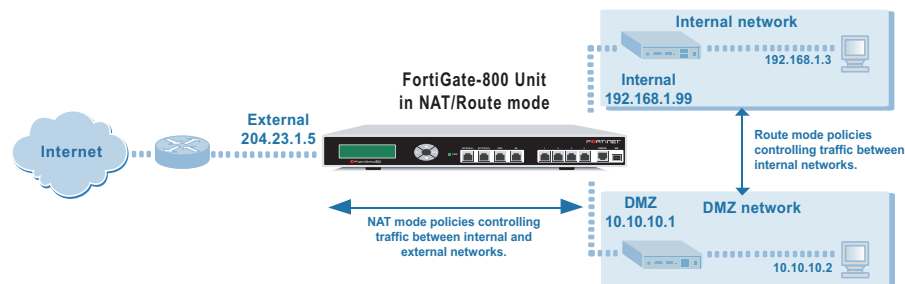 Internal network
192.168.1.3
Internal
192.168.1.99
FortiGate-800 Unit
in NAT/Route mode
External
204.23.1.5
Internet
Route mode policies
controlling traffic between
internal networks.
NAT mode policies controlling
traffic between internal and
external networks.
DMZ
10.10.10.1
DMZ network
10.10.10.2